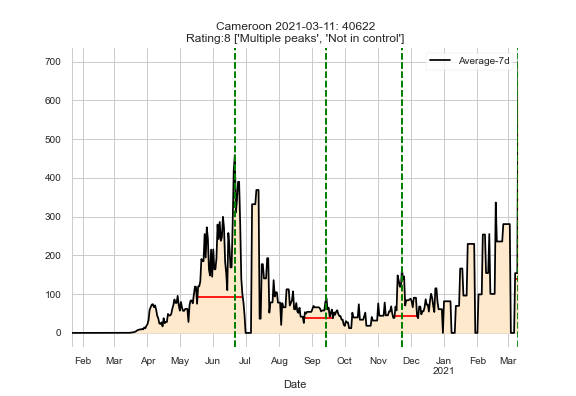 Cameroon 2021-03-11: 40622
Rating:8 ['Multiple peaks', 'Not in control']
Average-7d
700
600
500
400
300
200
100
0
Feb Mar Apr May Jun Jul Aug Sep Oct Nov Dec Jan Feb Mar
2021
Date